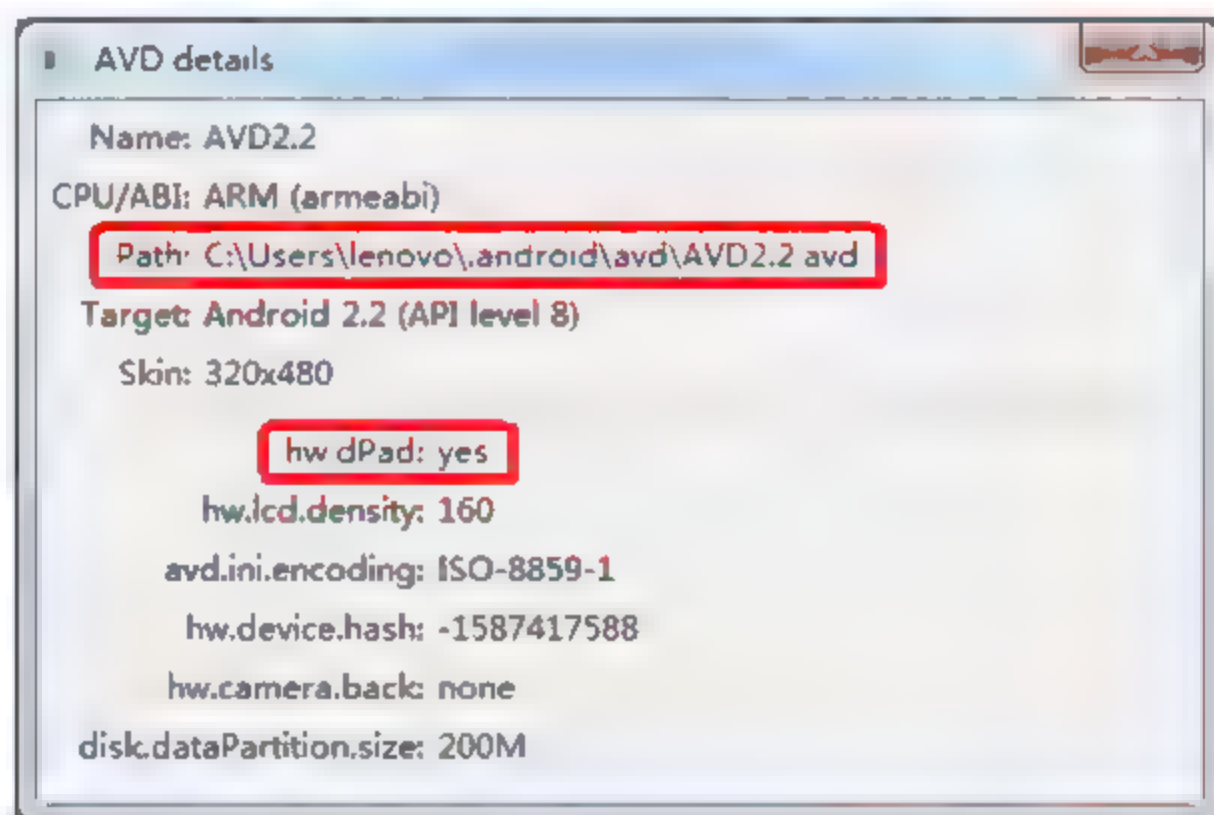 AVD details
Name: AVD2.2
CPU/ABI: ARM (armeabi)
Path: C:\Users\lenovo\.android\avd\AVD2.2 avd
Target: Android 2.2 (API level 8)
Skin: 320x480
hw dPad: yes
hw.lcd.density: 160
avd.ini.encoding: ISO-8859-1
hw.device.hash: -1587417588
hw.camera.back: none
disk.dataPartition.size: 200M